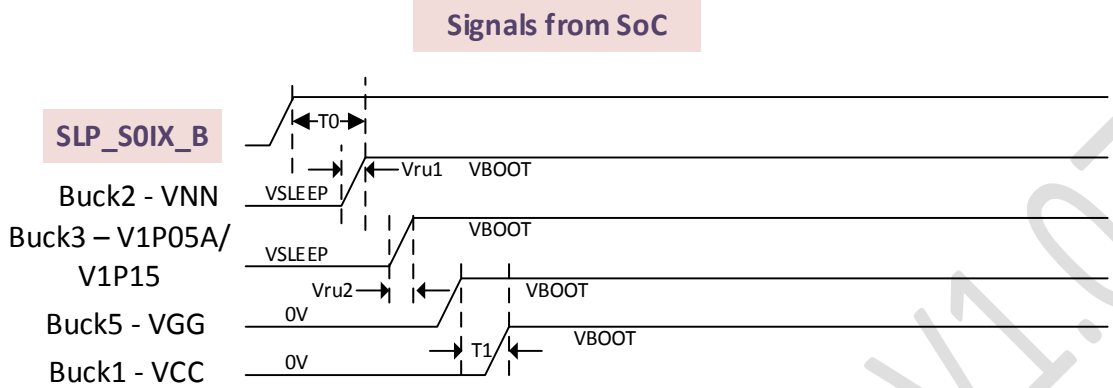 Signals from SoC
SLP_S0IX_B
T0
Vru1
VBOOT
Buck2 - VNN
VSLEEP
Buck3 – V1P05A/
V1P15
VBOOT
VSLEEP
Vru2
VBOOT
Buck5 - VGG
0V
T1
VBOOT
Buck1 - VCC
0V